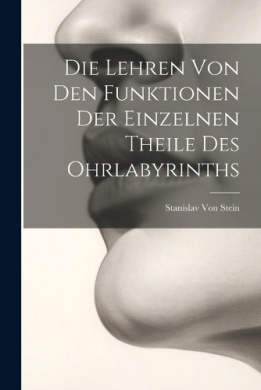 Die Lehren Von
Den Funktionen
Der Einzelnen
Theile Des
Ohrlabyrinths
Stanislav Von Stein